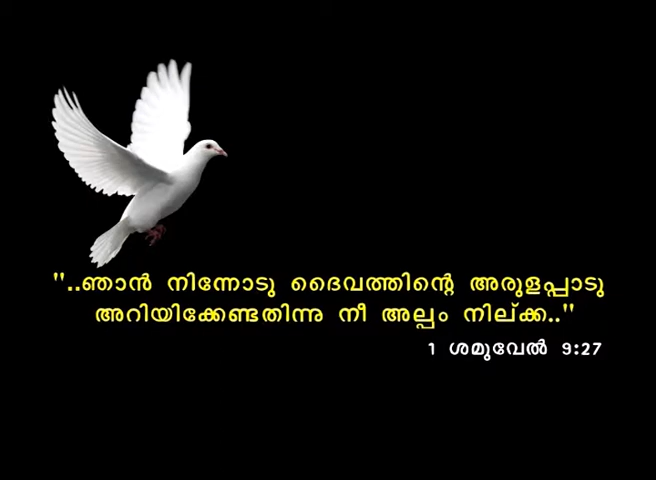 "..ഞാൻ നിന്നോടു ദൈവത്തിന്റെ അരുളപ്പാടു
അറിയിക്കേണ്ടതിന്നു നീ അല്പം നില്ക്ക.."
1 ശമുവേൽ 9:27